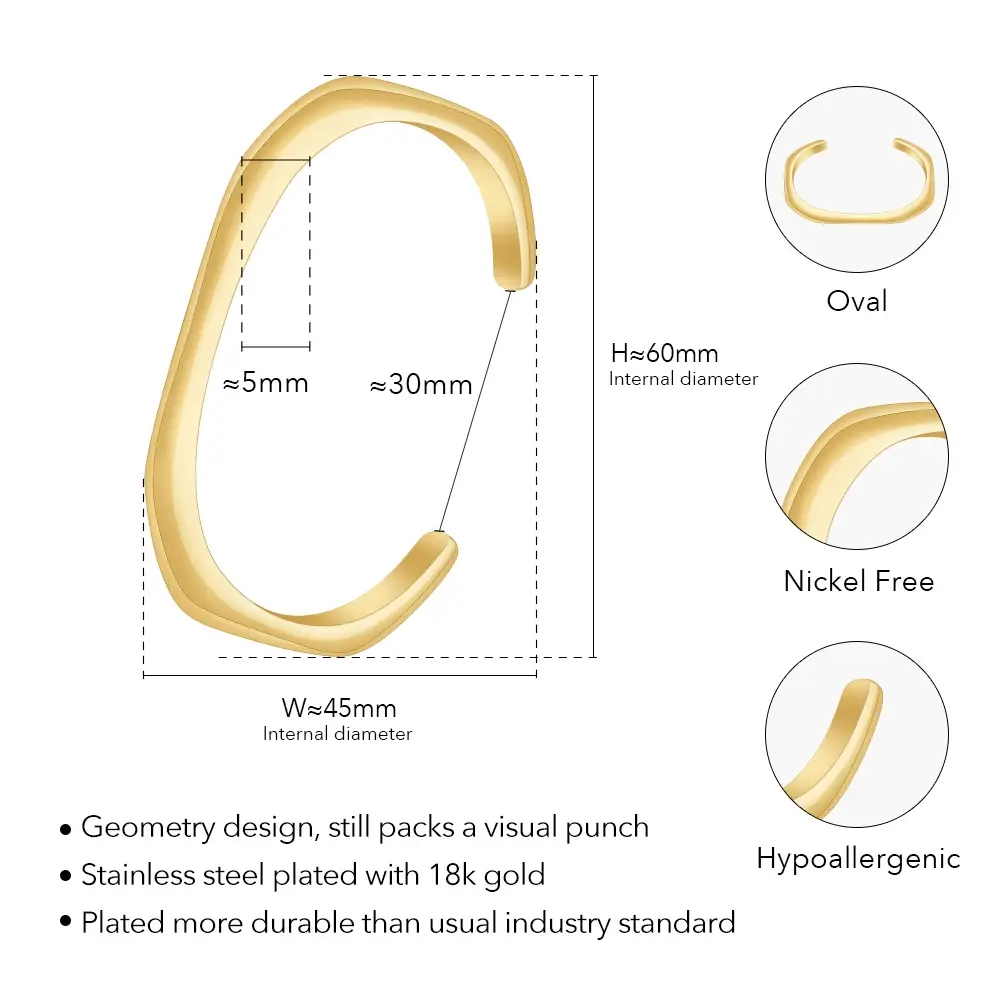 ≈5mm
≈30mm
H≈60mm
Internal diameter
W≈45mm
Internal diameter
Oval
Nickel Free
Hypoallergenic
• Geometry design, still packs a visual punch
• Stainless steel plated with 18k gold
• Plated more durable than usual industry standard